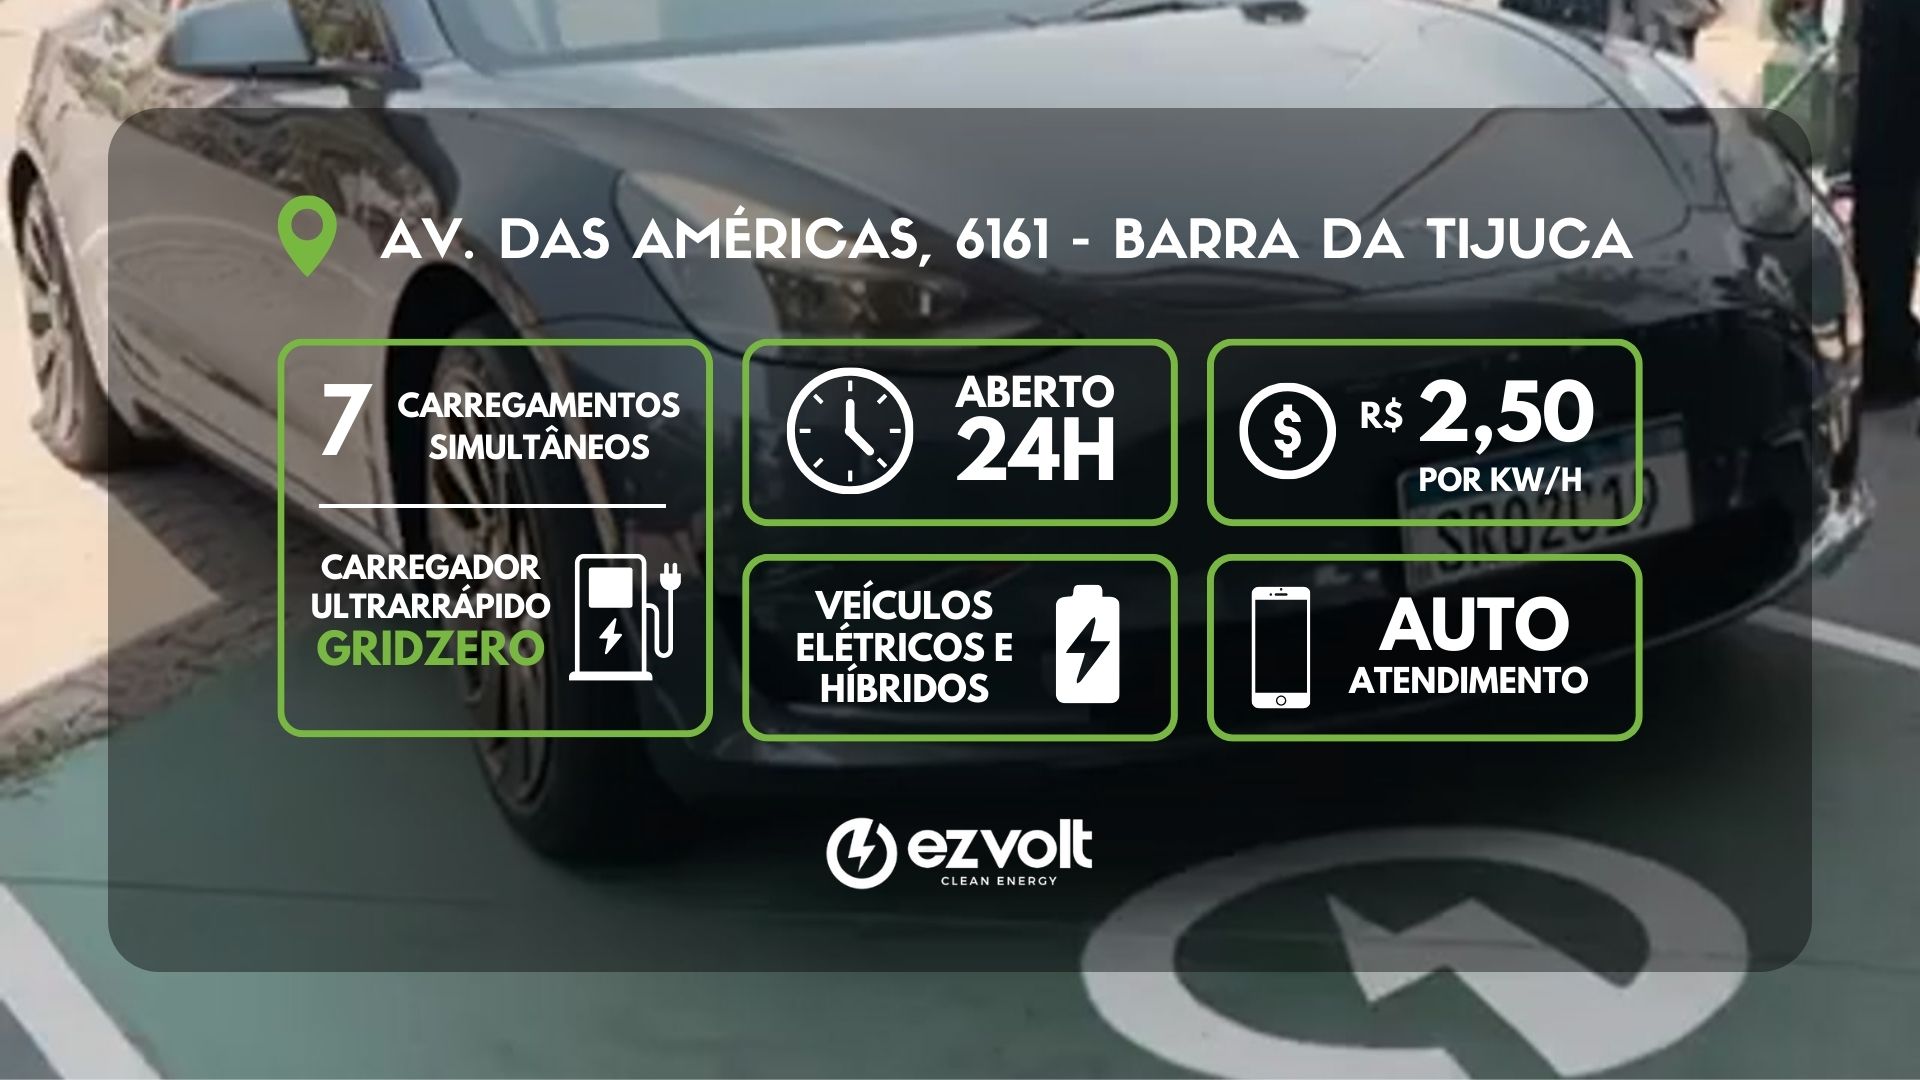 AV. DAS AMÉRICAS, 6161 - BARRA DA TIJUCA
7 CARREGAMENTOS
SIMULTÂNEOS
CARREGADOR
ULTRARRÁPIDO
GRIDZERO
ABERTO
24H
R$ 2,50
POR KW/H
VEÍCULOS
ELÉTRICOS E
HÍBRIDOS
AUTO
ATENDIMENTO
ezvolt
CLEAN ENERGY